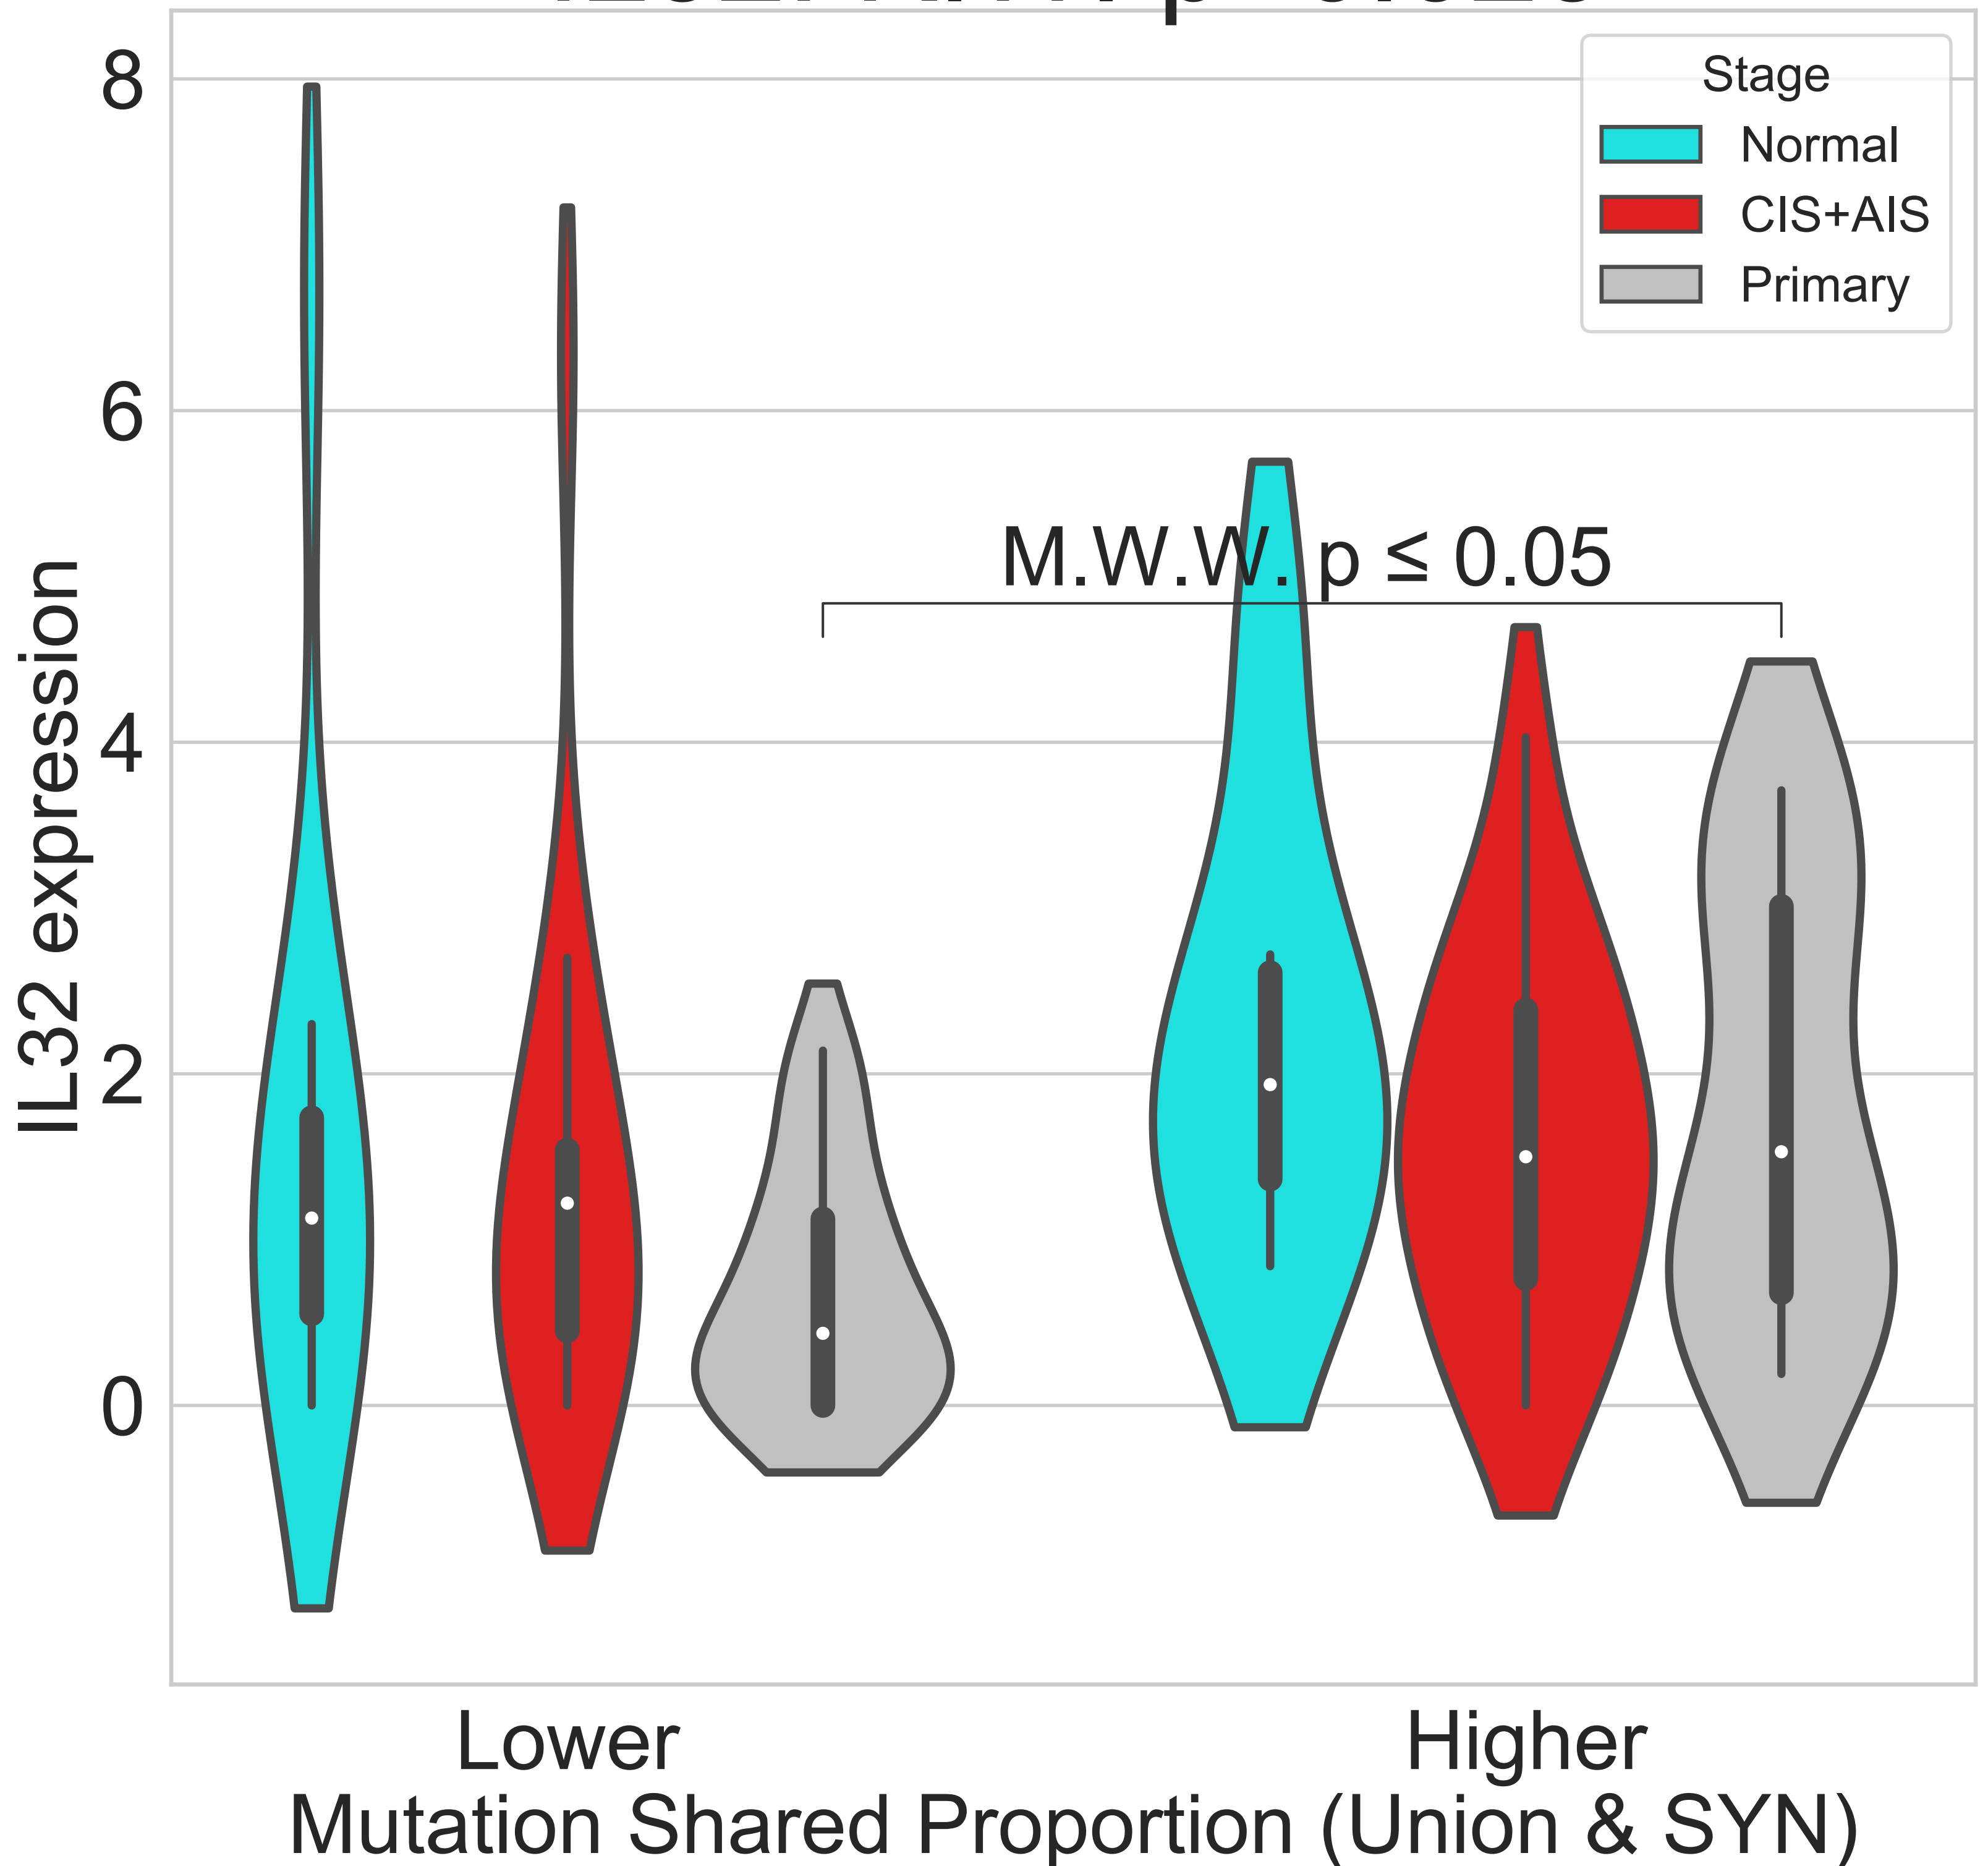 8
6
4
2
0
IL32 expression
Stage
Normal
CIS+AIS
Primary
M.W.W. p ≤ 0.05
Lower
Higher
Mutation Shared Proportion (Union & SYN)